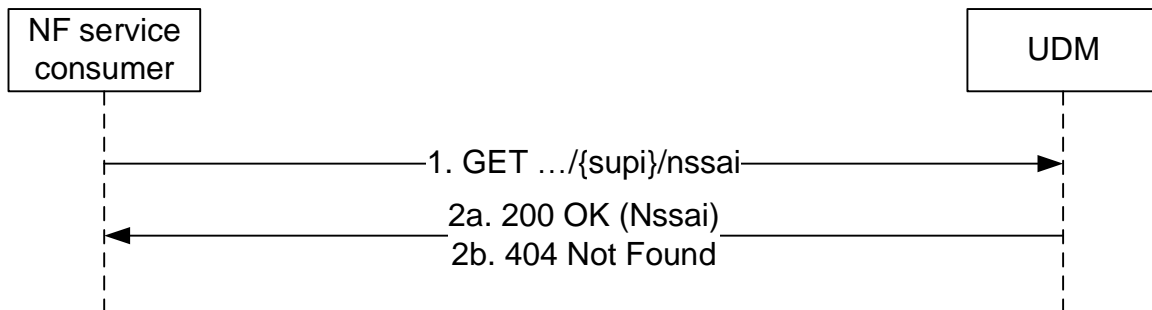 NF service
consumer
UDM
1. GET …/{supi}/nssai
2a. 200 OK (Nssai)
2b. 404 Not Found